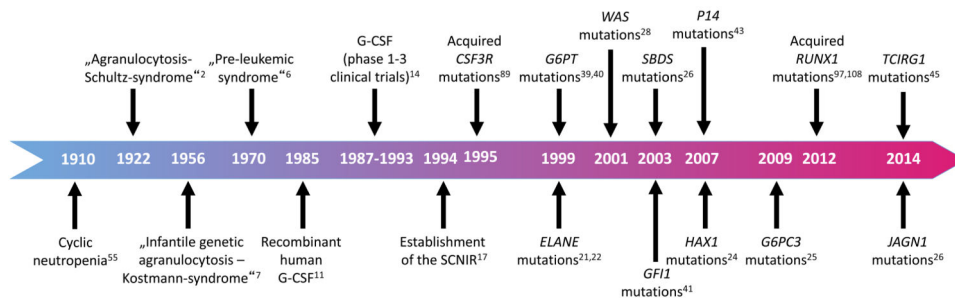 WAS
mutations28
P14
mutations43
„Agranulocytosis-
Schultz-syndrome“2
„Pre-leukemic
syndrome“6
G-CSF
(phase 1-3
clinical trials)14
Acquired
CSF3R
mutations89
G6PT
mutations39,40
SBDS
mutations26
Acquired
RUNX1
mutations97,108
TCIRG1
mutations45
1910 1922 1956 1970 1985 1987-1993 1994 1995 1999 2001 2003 2007 2009 2012 2014
Cyclic
neutropenia55
„Infantile genetic
agranulocytosis –
Kostmann-syndrome“7
Recombinant
human
G-CSF11
Establishment
of the SCNIR17
ELANE
mutations21,22
GFI1
mutations41
HAX1
mutations24
G6PC3
mutations25
JAGN1
mutations26